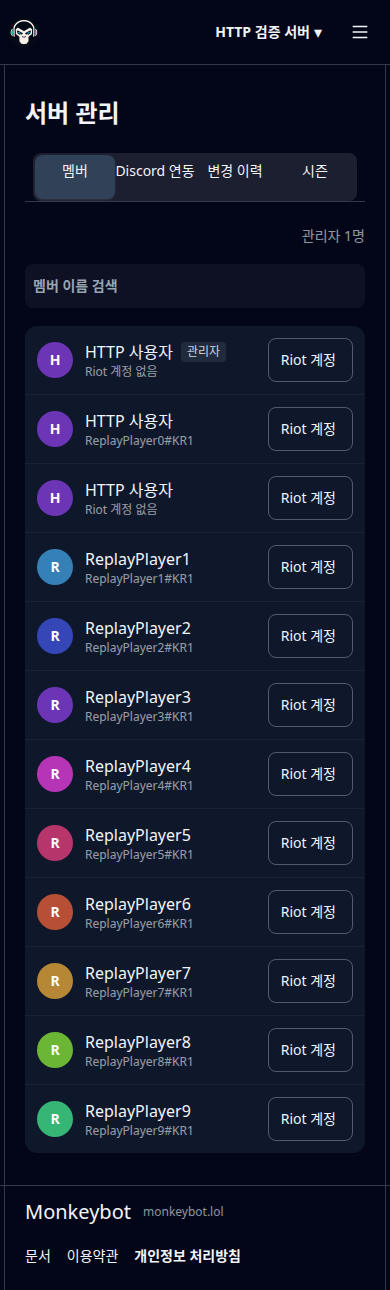 HTTP 검증 서버 ▼
서버 관리
멤버 Discord 연동 변경 이력 시즌
관리자 1명
멤버 이름 검색
H HTTP 사용자 관리자 Riot 계정
Riot 계정 없음
H HTTP 사용자 Riot 계정
ReplayPlayer0#KR1
H HTTP 사용자 Riot 계정
Riot 계정 없음
R ReplayPlayer1 Riot 계정
ReplayPlayer1#KR1
R ReplayPlayer2 Riot 계정
ReplayPlayer2#KR1
R ReplayPlayer3 Riot 계정
ReplayPlayer3#KR1
R ReplayPlayer4 Riot 계정
ReplayPlayer4#KR1
R ReplayPlayer5 Riot 계정
ReplayPlayer5#KR1
R ReplayPlayer6 Riot 계정
ReplayPlayer6#KR1
R ReplayPlayer7 Riot 계정
ReplayPlayer7#KR1
R ReplayPlayer8 Riot 계정
ReplayPlayer8#KR1
R ReplayPlayer9 Riot 계정
ReplayPlayer9#KR1
Monkeybot monkeybot.lol
문서 이용약관 개인정보 처리방침